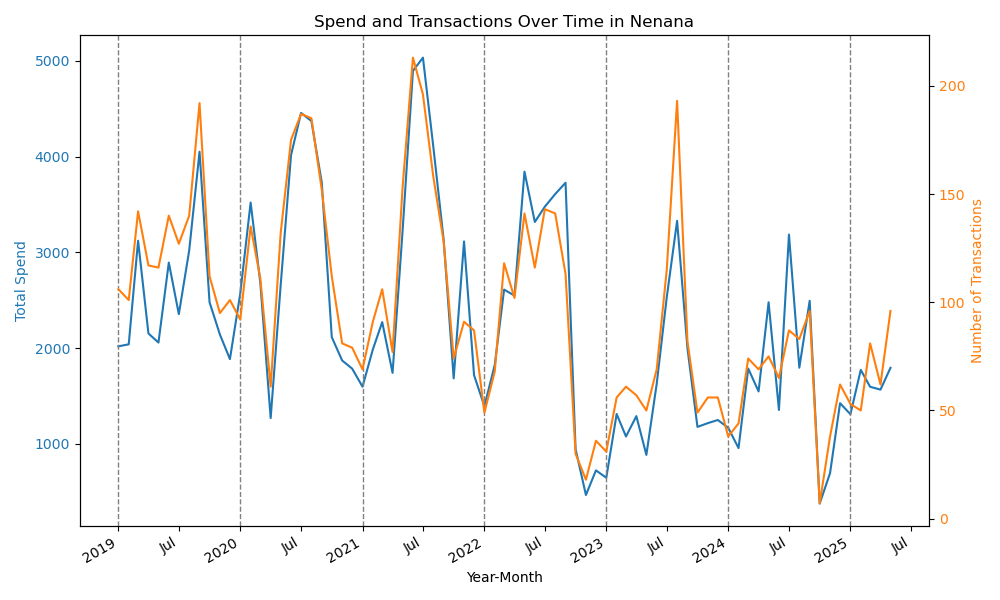 Spend and Transactions Over Time in Nenana
Total Spend
5000
4000
3000
2000
1000
200
150
100
50
0
Number of Transactions
2019 Jul 2020 Jul 2021 Jul 2022 Jul 2023 Jul 2024 Jul 2025 Jul
Year-Month